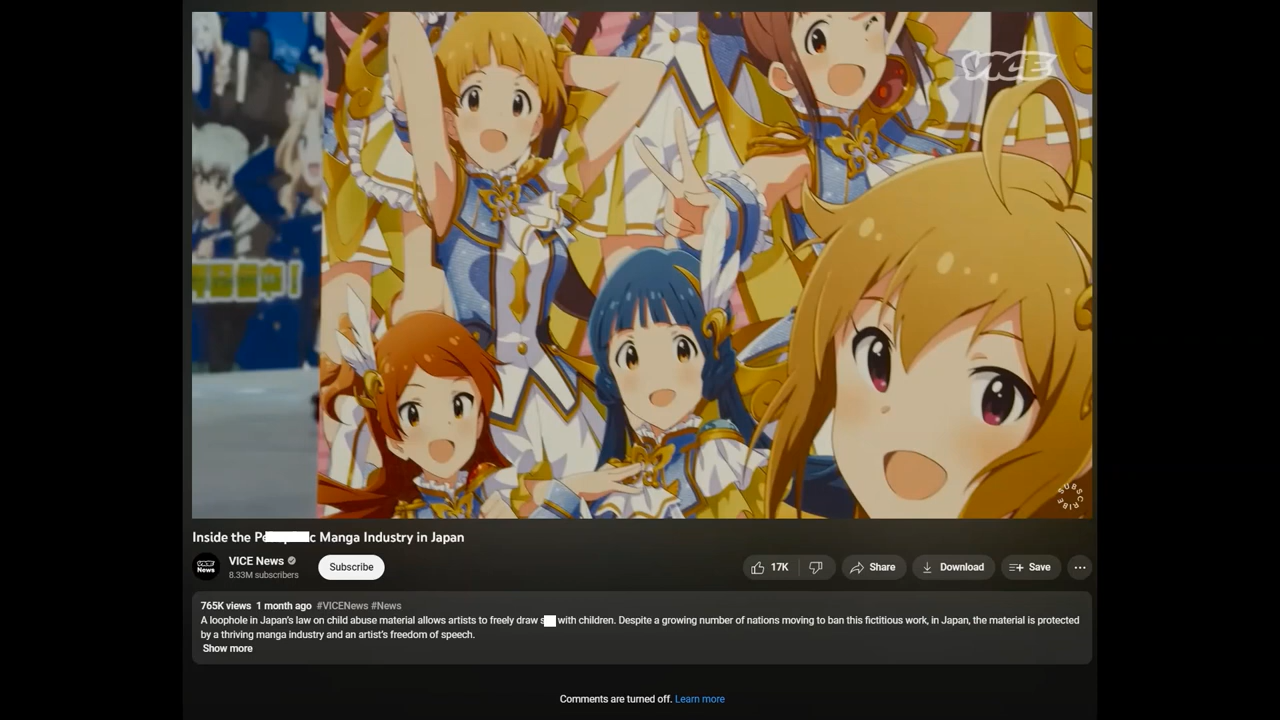 VICE
SUBSCRIBE
Inside the Pe c Manga Industry in Japan
VICE News
8.33M subscribers
Subscribe
17K
Share
Download
Save
765K views 1 month ago #VICENews #News
A loophole in Japan's law on child abuse material allows artists to freely draw s with children. Despite a growing number of nations moving to ban this fictitious work, in Japan, the material is protected
by a thriving manga industry and an artist's freedom of speech.
Show more
Comments are turned off. Learn more